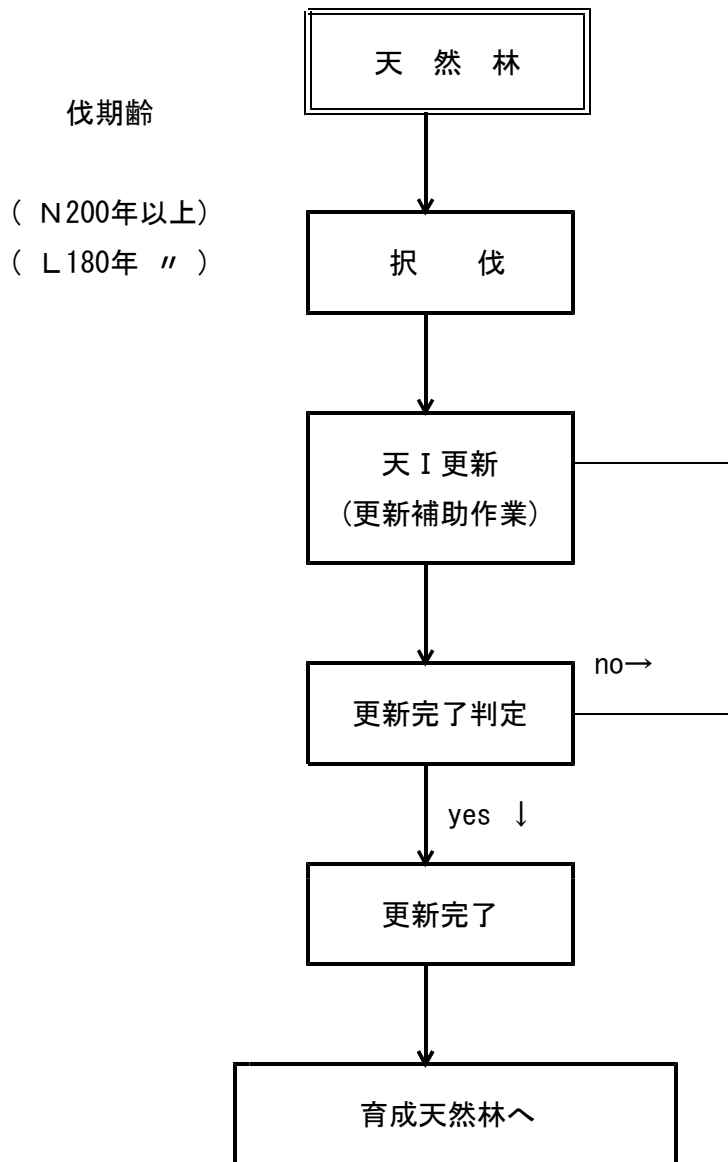 天 然 林
伐期齢
( N200年以上)
( L180年 〃 )
択 伐
天Ⅰ更新
(更新補助作業)
no→
更新完了判定
yes ↓
更新完了
育成天然林へ